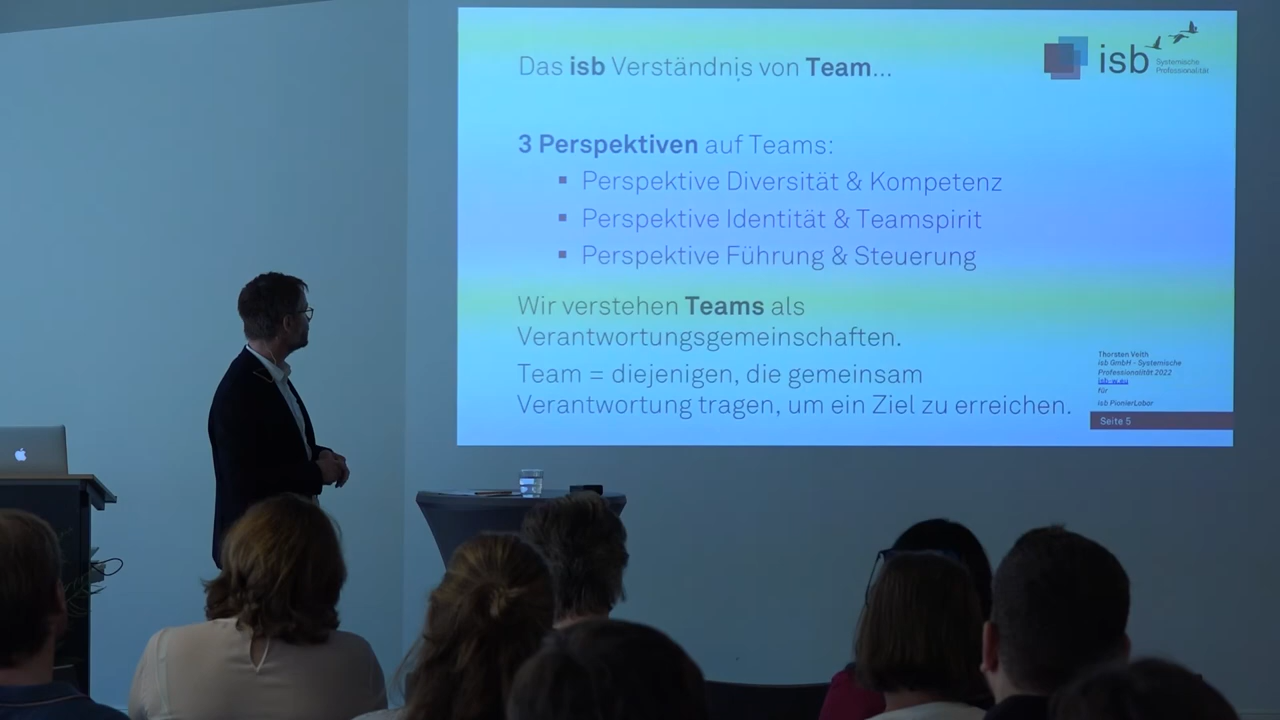 Das isb Verständnis von Team...
isb
Systemische
Professionalität
3 Perspektiven auf Teams:
▪ Perspektive Diversität & Kompetenz
▪ Perspektive Identität & Teamspirit
▪ Perspektive Führung & Steuerung
Wir verstehen Teams als
Verantwortungsgemeinschaften.
Team = diejenigen, die gemeinsam
Verantwortung tragen, um ein Ziel zu erreichen.
Thorsten Veith
isb GmbH - Systemische
Professionalität 2022
isb-w.eu
für
isb PionierLabor
Seite 5